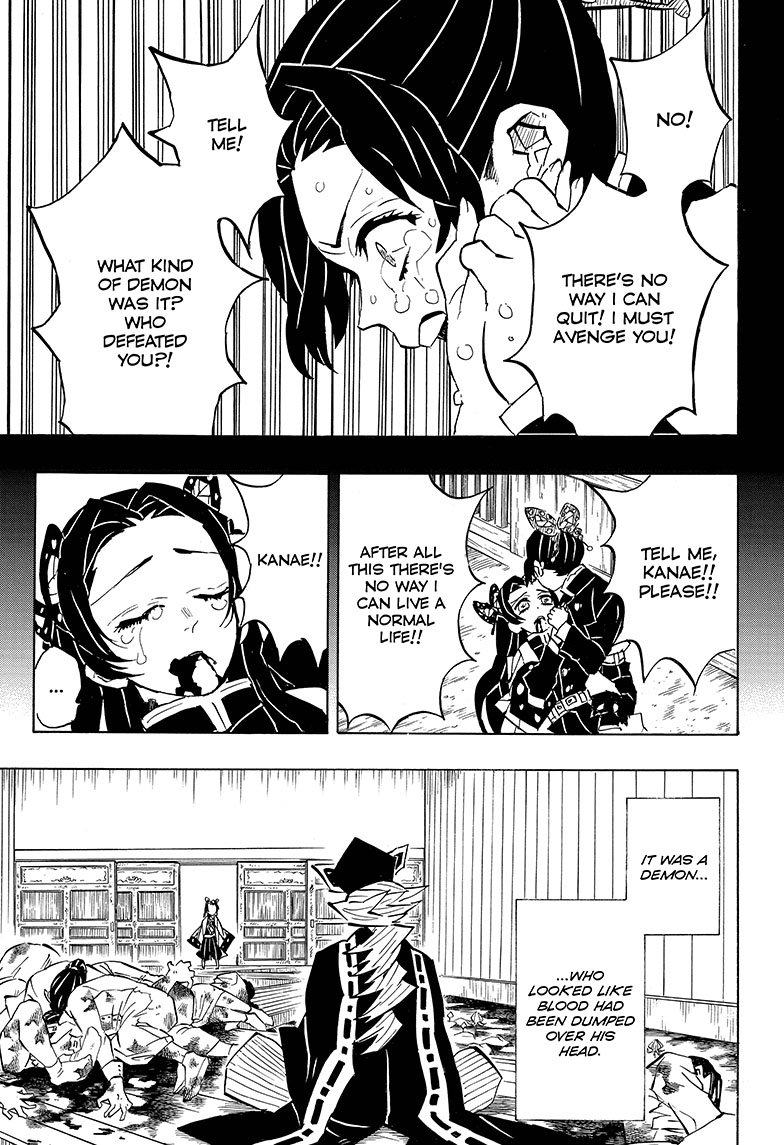 NO!
THERE'S NO
WAY I CAN
QUIT! I MUST
AVENGE YOU!
TELL
ME!
WHAT KIND
OF DEMON
WAS IT?
WHO
DEFEATED
YOU?!
TELL ME,
KANAE!!
PLEASE!!
AFTER ALL
THIS THERE'S
NO WAY I
CAN LIVE A
NORMAL
LIFE!!
KANAE!!
...
IT WAS A
DEMON...
...WHO
LOOKED LIKE
BLOOD HAD
BEEN DUMPED
OVER HIS
HEAD.